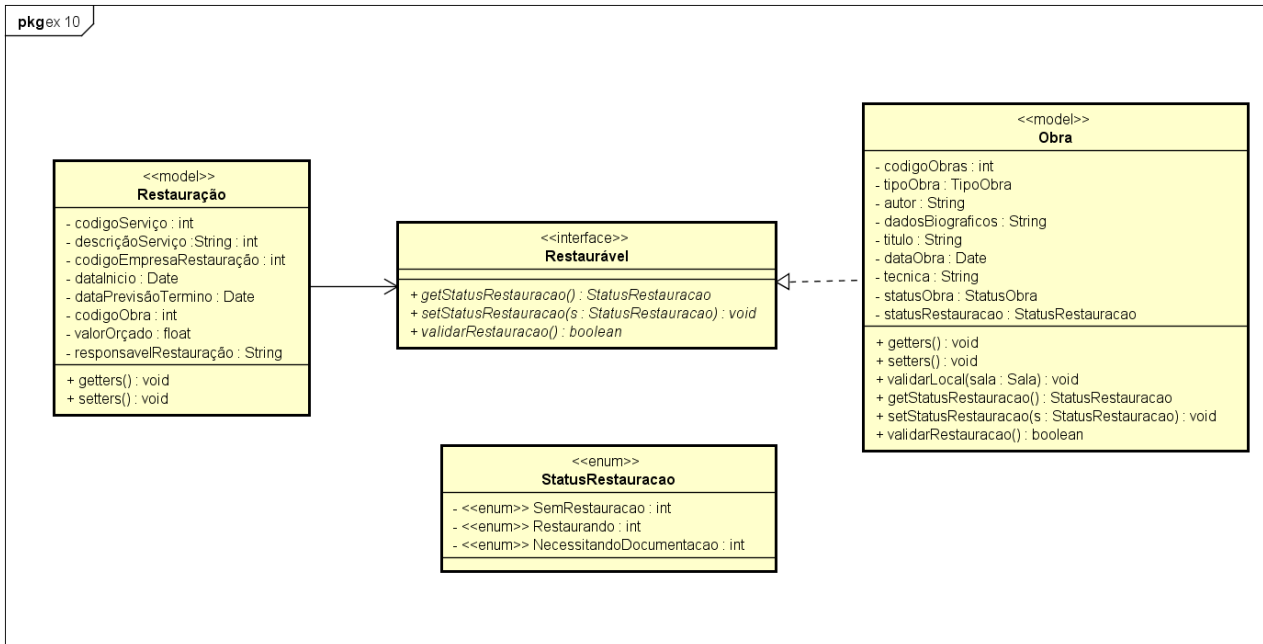 pkg ex 10
<<model>>
Restauração
- codigoServiço : int
- descriçãoServiço :String : int
- codigoEmpresaRestauração : int
- dataInicio : Date
- dataPrevisãoTermino : Date
- codigoObra : int
- valorOrçado : float
- responsavelRestauração : String
+ getters() : void
+ setters() : void
<<interface>>
Restaurável
+ getStatusRestauracao() : StatusRestauracao
+ setStatusRestauracao(s : StatusRestauracao) : void
+ validarRestauracao() : boolean
<<enum>>
StatusRestauracao
- <<enum>> SemRestauracao : int
- <<enum>> Restaurando : int
- <<enum>> NecessitandoDocumentacao : int
<<model>>
Obra
- codigoObras : int
- tipoObra : TipoObra
- autor : String
- dadosBiograficos : String
- titulo : String
- dataObra : Date
- tecnica : String
- statusObra : StatusObra
- statusRestauracao : StatusRestauracao
+ getters() : void
+ setters() : void
+ validarLocal(sala : Sala) : void
+ getStatusRestauracao() : StatusRestauracao
+ setStatusRestauracao(s : StatusRestauracao) : void
+ validarRestauracao() : boolean